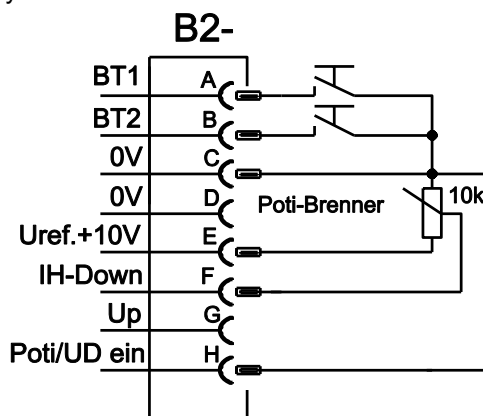 B2-
BT1 A
BT2 B
0V C
0V D Poti-Brenner 10k
Uref.+10V E
IH-Down F
Up G
Poti/UD ein H